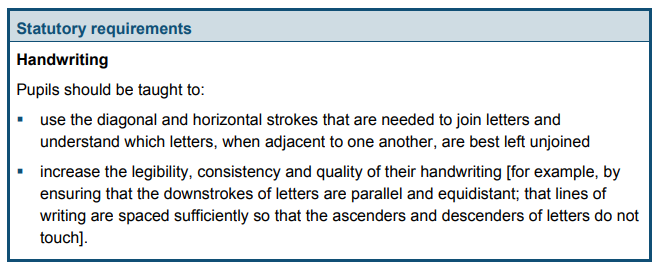 Statutory requirements
Handwriting
Pupils should be taught to:
▪ use the diagonal and horizontal strokes that are needed to join letters and
understand which letters, when adjacent to one another, are best left unjoined
▪ increase the legibility, consistency and quality of their handwriting [for example, by
ensuring that the downstrokes of letters are parallel and equidistant; that lines of
writing are spaced sufficiently so that the ascenders and descenders of letters do not
touch].